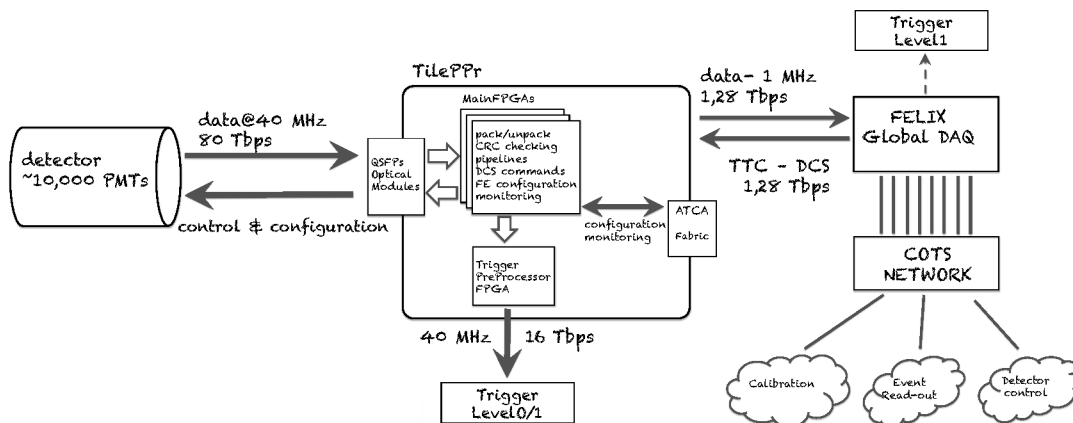 Trigger
Level1
TilePPr
data- 1 MHz
1,28 Tbps
MainFPGAs
data@40 MHz
80 Tbps
FELIX
Global DAQ
pack/unpack
CRC checking
pipelines
DCS commands
FE configuration
monitoring
QSFPs
Optical
Modules
detector
~10,000 PMTs
TTC - DCS
1,28 Tbps
control & configuration
configuration
monitoring
ATCA
Fabric
COTS
NETWORK
Trigger
PreProcessor
FPGA
40 MHz
16 Tbps
Calibration
Event
Read-out
Detector
control
Trigger
Level0/1